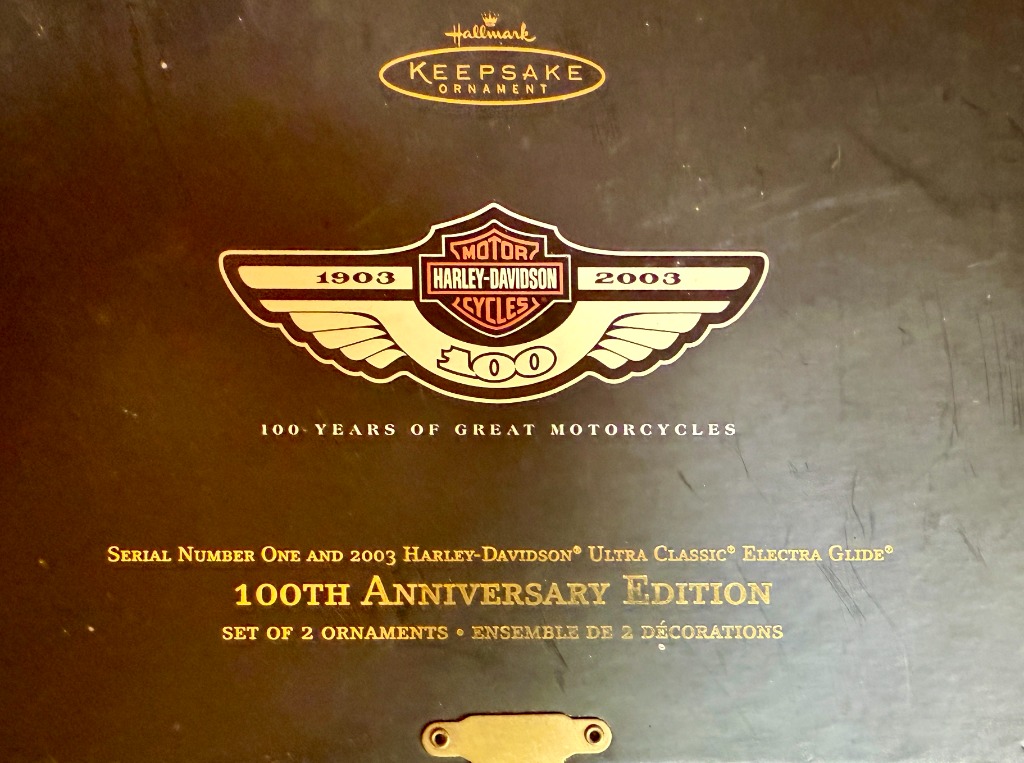 Hallmark
KEEPSAKE
ORNAMENT
MOTOR
1903 HARLEY-DAVIDSON 2003
CYCLES®
100
100 YEARS OF GREAT MOTORCYCLES
SERIAL NUMBER ONE AND 2003 HARLEY-DAVIDSON® ULTRA CLASSIC® ELECTRA GLIDE®
100TH ANNIVERSARY EDITION
SET OF 2 ORNAMENTS • ENSEMBLE DE 2 DÉCORATIONS